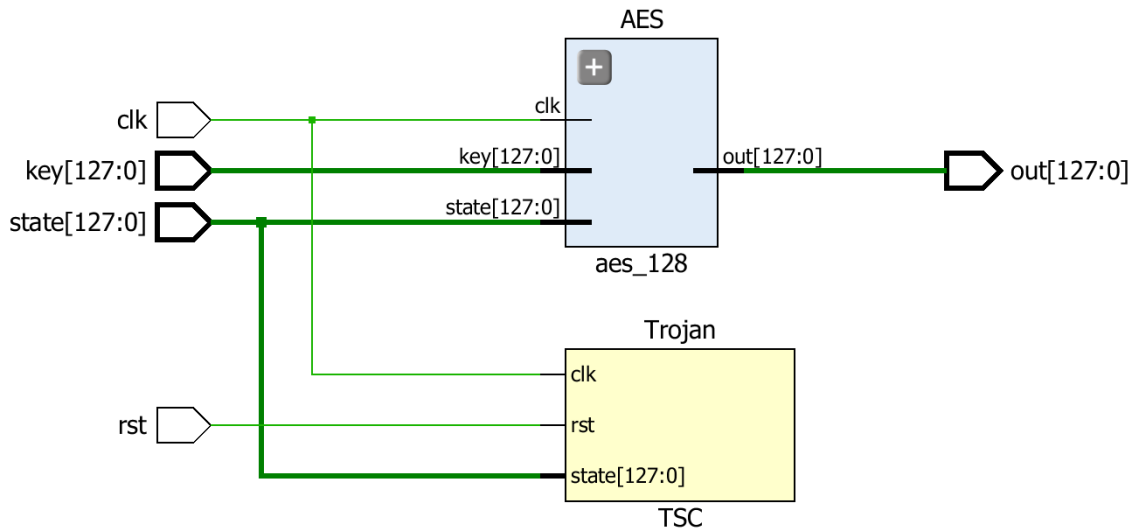 AES
+
clk
clk
key[127:0]
key[127:0]
out[127:0]
out[127:0]
state[127:0]
state[127:0]
aes_128
Trojan
clk
rst
rst
state[127:0]
TSC